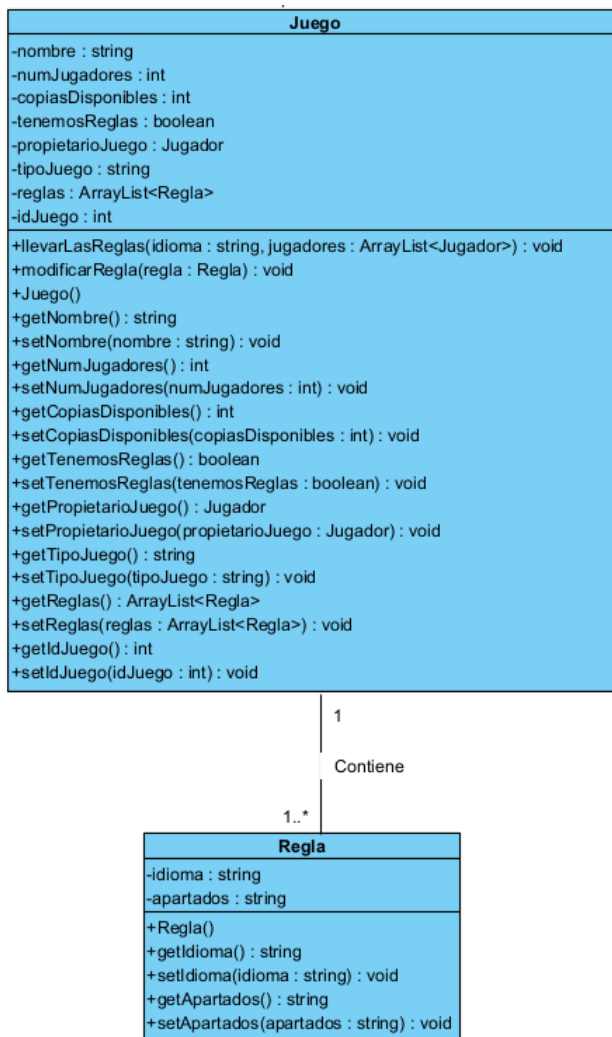 Juego
-nombre : string
-numJugadores : int
-copiasDisponibles : int
-tenemosReglas : boolean
-propietarioJuego : Jugador
-tipoJuego : string
-reglas : ArrayList<Regla>
-idJuego : int
+llevarLasReglas(idioma : string, jugadores : ArrayList<Jugador>) : void
+modificarRegla(regla : Regla) : void
+Juego()
+getNombre() : string
+setNombre(nombre : string) : void
+getNumJugadores() : int
+setNumJugadores(numJugadores : int) : void
+getCopiasDisponibles() : int
+setCopiasDisponibles(copiasDisponibles : int) : void
+getTenemosReglas() : boolean
+setTenemosReglas(tenemosReglas : boolean) : void
+getPropietarioJuego() : Jugador
+setPropietarioJuego(propietarioJuego : Jugador) : void
+getTipoJuego() : string
+setTipoJuego(tipoJuego : string) : void
+getReglas() : ArrayList<Regla>
+setReglas(reglas : ArrayList<Regla>) : void
+getIdJuego() : int
+setIdJuego(idJuego : int) : void
1
Contiene
1..*
Regla
-idioma : string
-apartados : string
+Regla()
+getIdioma() : string
+setIdioma(idioma : string) : void
+getApartados() : string
+setApartados(apartados : string) : void